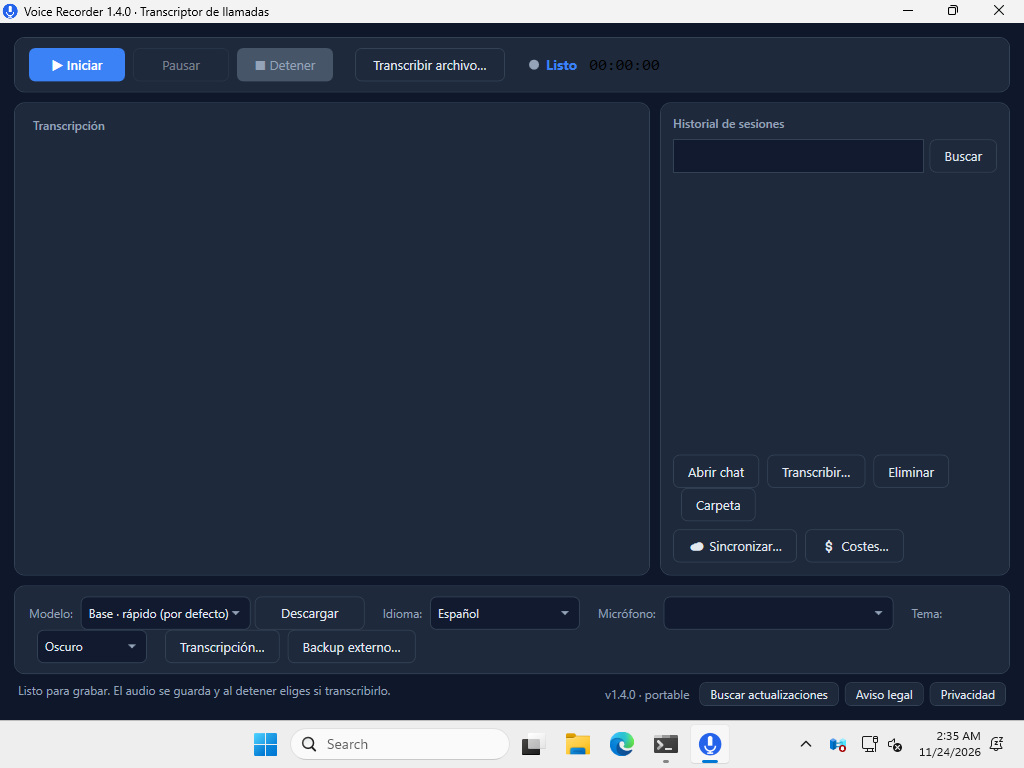 Voice Recorder 1.4.0 · Transcriptor de llamadas
Iniciar
Pausar
Detener
Transcribir archivo...
Listo
00:00:00
Transcripción
Historial de sesiones
Buscar
Abrir chat
Transcribir...
Eliminar
Carpeta
Sincronizar...
$ Costes...
Modelo:
Base · rápido (por defecto)
Descargar
Idioma:
Español
Micrófono:
Tema:
Oscuro
Transcripción...
Backup externo...
Listo para grabar. El audio se guarda y al detener eliges si transcribirlo.
v1.4.0 · portable
Buscar actualizaciones
Aviso legal
Privacidad
Search
2:35 AM
11/24/2026